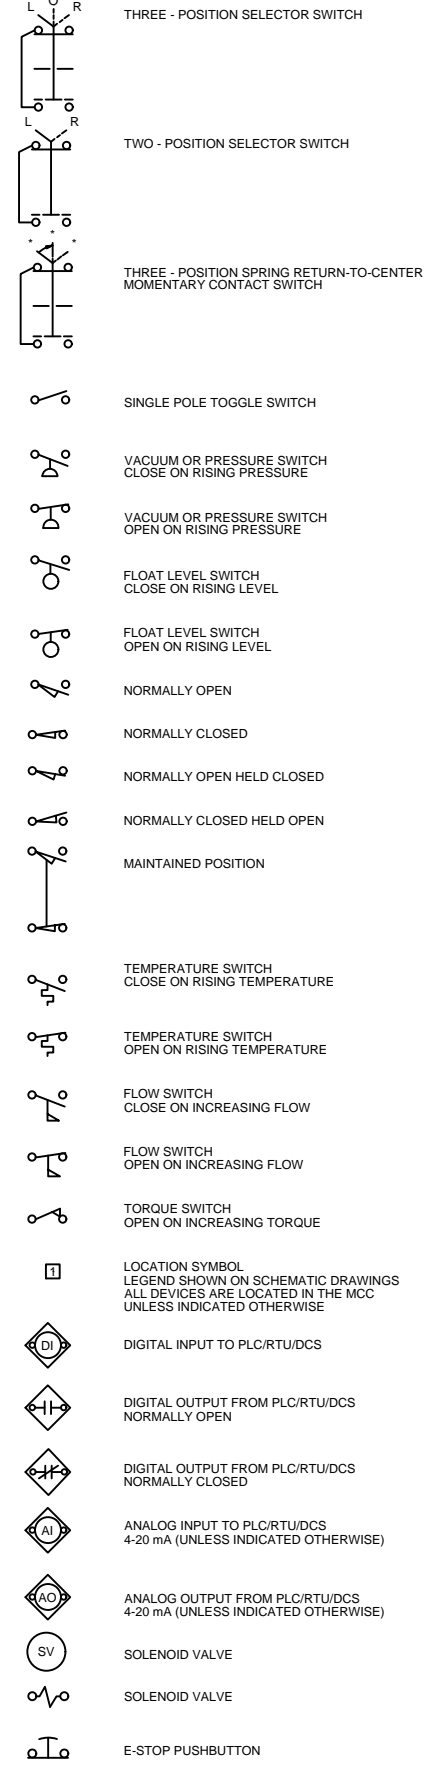 L O R
THREE - POSITION SELECTOR SWITCH
L R
TWO - POSITION SELECTOR SWITCH
* * *
THREE - POSITION SPRING RETURN-TO-CENTER
MOMENTARY CONTACT SWITCH
SINGLE POLE TOGGLE SWITCH
VACUUM OR PRESSURE SWITCH
CLOSE ON RISING PRESSURE
VACUUM OR PRESSURE SWITCH
OPEN ON RISING PRESSURE
FLOAT LEVEL SWITCH
CLOSE ON RISING LEVEL
FLOAT LEVEL SWITCH
OPEN ON RISING LEVEL
NORMALLY OPEN
NORMALLY CLOSED
NORMALLY OPEN HELD CLOSED
NORMALLY CLOSED HELD OPEN
MAINTAINED POSITION
TEMPERATURE SWITCH
CLOSE ON RISING TEMPERATURE
TEMPERATURE SWITCH
OPEN ON RISING TEMPERATURE
FLOW SWITCH
CLOSE ON INCREASING FLOW
FLOW SWITCH
OPEN ON INCREASING FLOW
TORQUE SWITCH
OPEN ON INCREASING TORQUE
1
LOCATION SYMBOL
LEGEND SHOWN ON SCHEMATIC DRAWINGS
ALL DEVICES ARE LOCATED IN THE MCC
UNLESS INDICATED OTHERWISE
DI
DIGITAL INPUT TO PLC/RTU/DCS
DIGITAL OUTPUT FROM PLC/RTU/DCS
NORMALLY OPEN
DIGITAL OUTPUT FROM PLC/RTU/DCS
NORMALLY CLOSED
AI
ANALOG INPUT TO PLC/RTU/DCS
4-20 mA (UNLESS INDICATED OTHERWISE)
AO
ANALOG OUTPUT FROM PLC/RTU/DCS
4-20 mA (UNLESS INDICATED OTHERWISE)
SV
SOLENOID VALVE
SOLENOID VALVE
E-STOP PUSHBUTTON